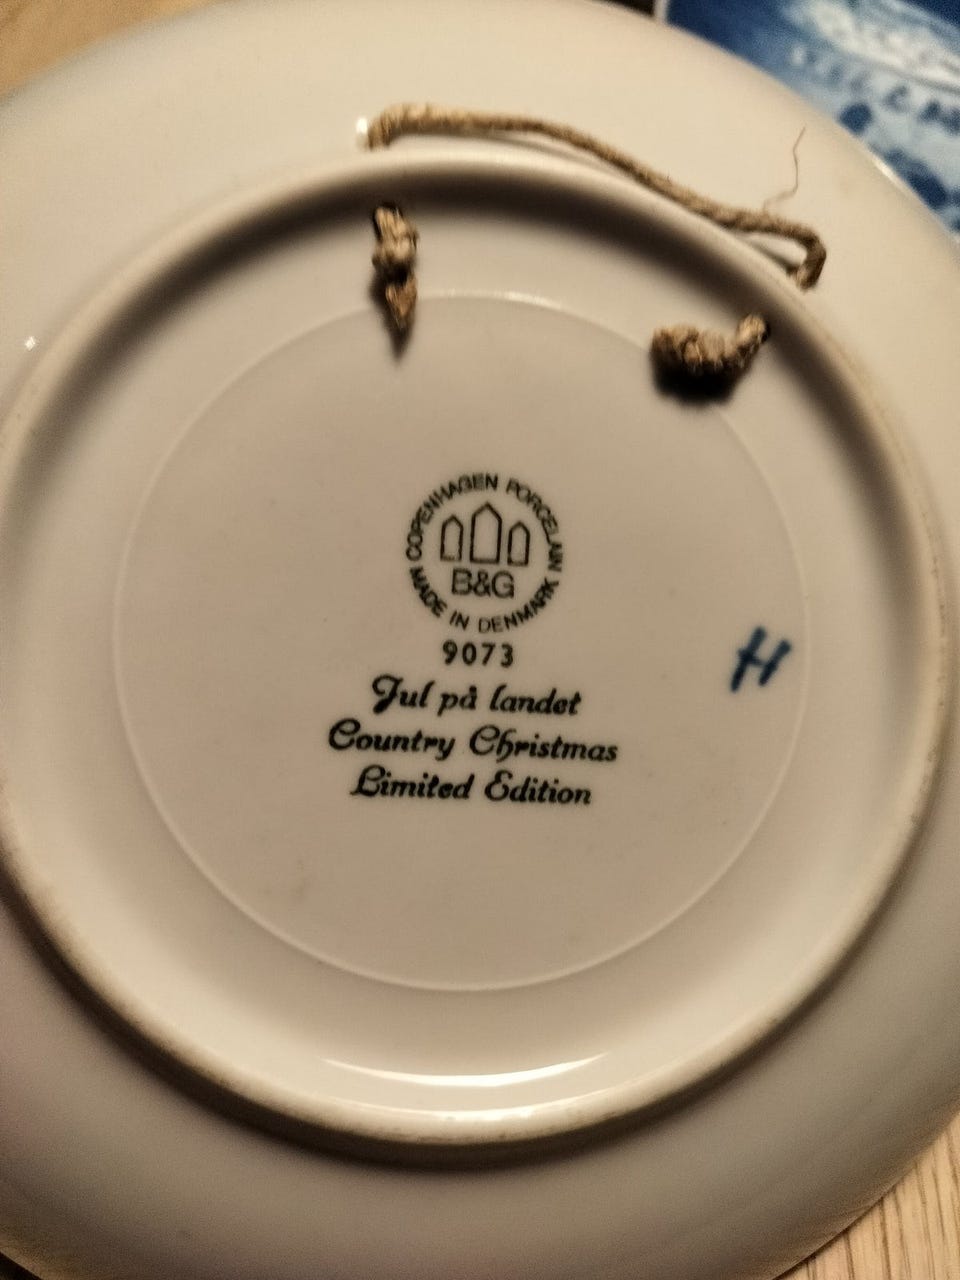 COPENHAGEN PORCELAIN
B&G
MADE IN DENMARK
9073
Jul på landet
Country Christmas
Limited Edition
H